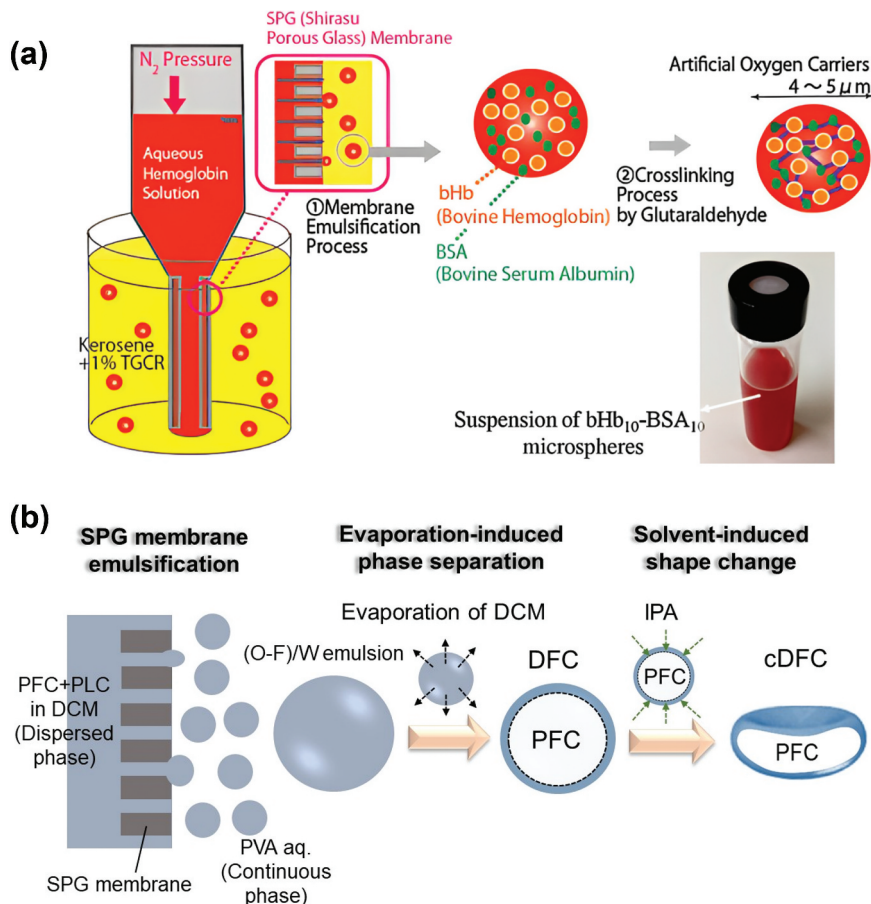 (a)
SPG (Shirasu
Porous Glass) Membrane
N₂ Pressure
Aqueous
Hemoglobin
Solution
①Membrane
Emulsification
Process
Kerosene
+1% TGCR
bHb
(Bovine Hemoglobin)
BSA
(Bovine Serum Albumin)
②Crosslinking
Process
by Glutaraldehyde
Artificial Oxygen Carriers
4～5μm
Suspension of bHb₁₀-BSA₁₀
microspheres
(b)
SPG membrane
emulsification
Evaporation-induced
phase separation
Solvent-induced
shape change
PFC+PLC
in DCM
(Dispersed
phase)
SPG membrane
PVA aq.
(Continuous
phase)
(O-F)/W emulsion
Evaporation of DCM
DFC
PFC
IPA
PFC
cDFC
PFC